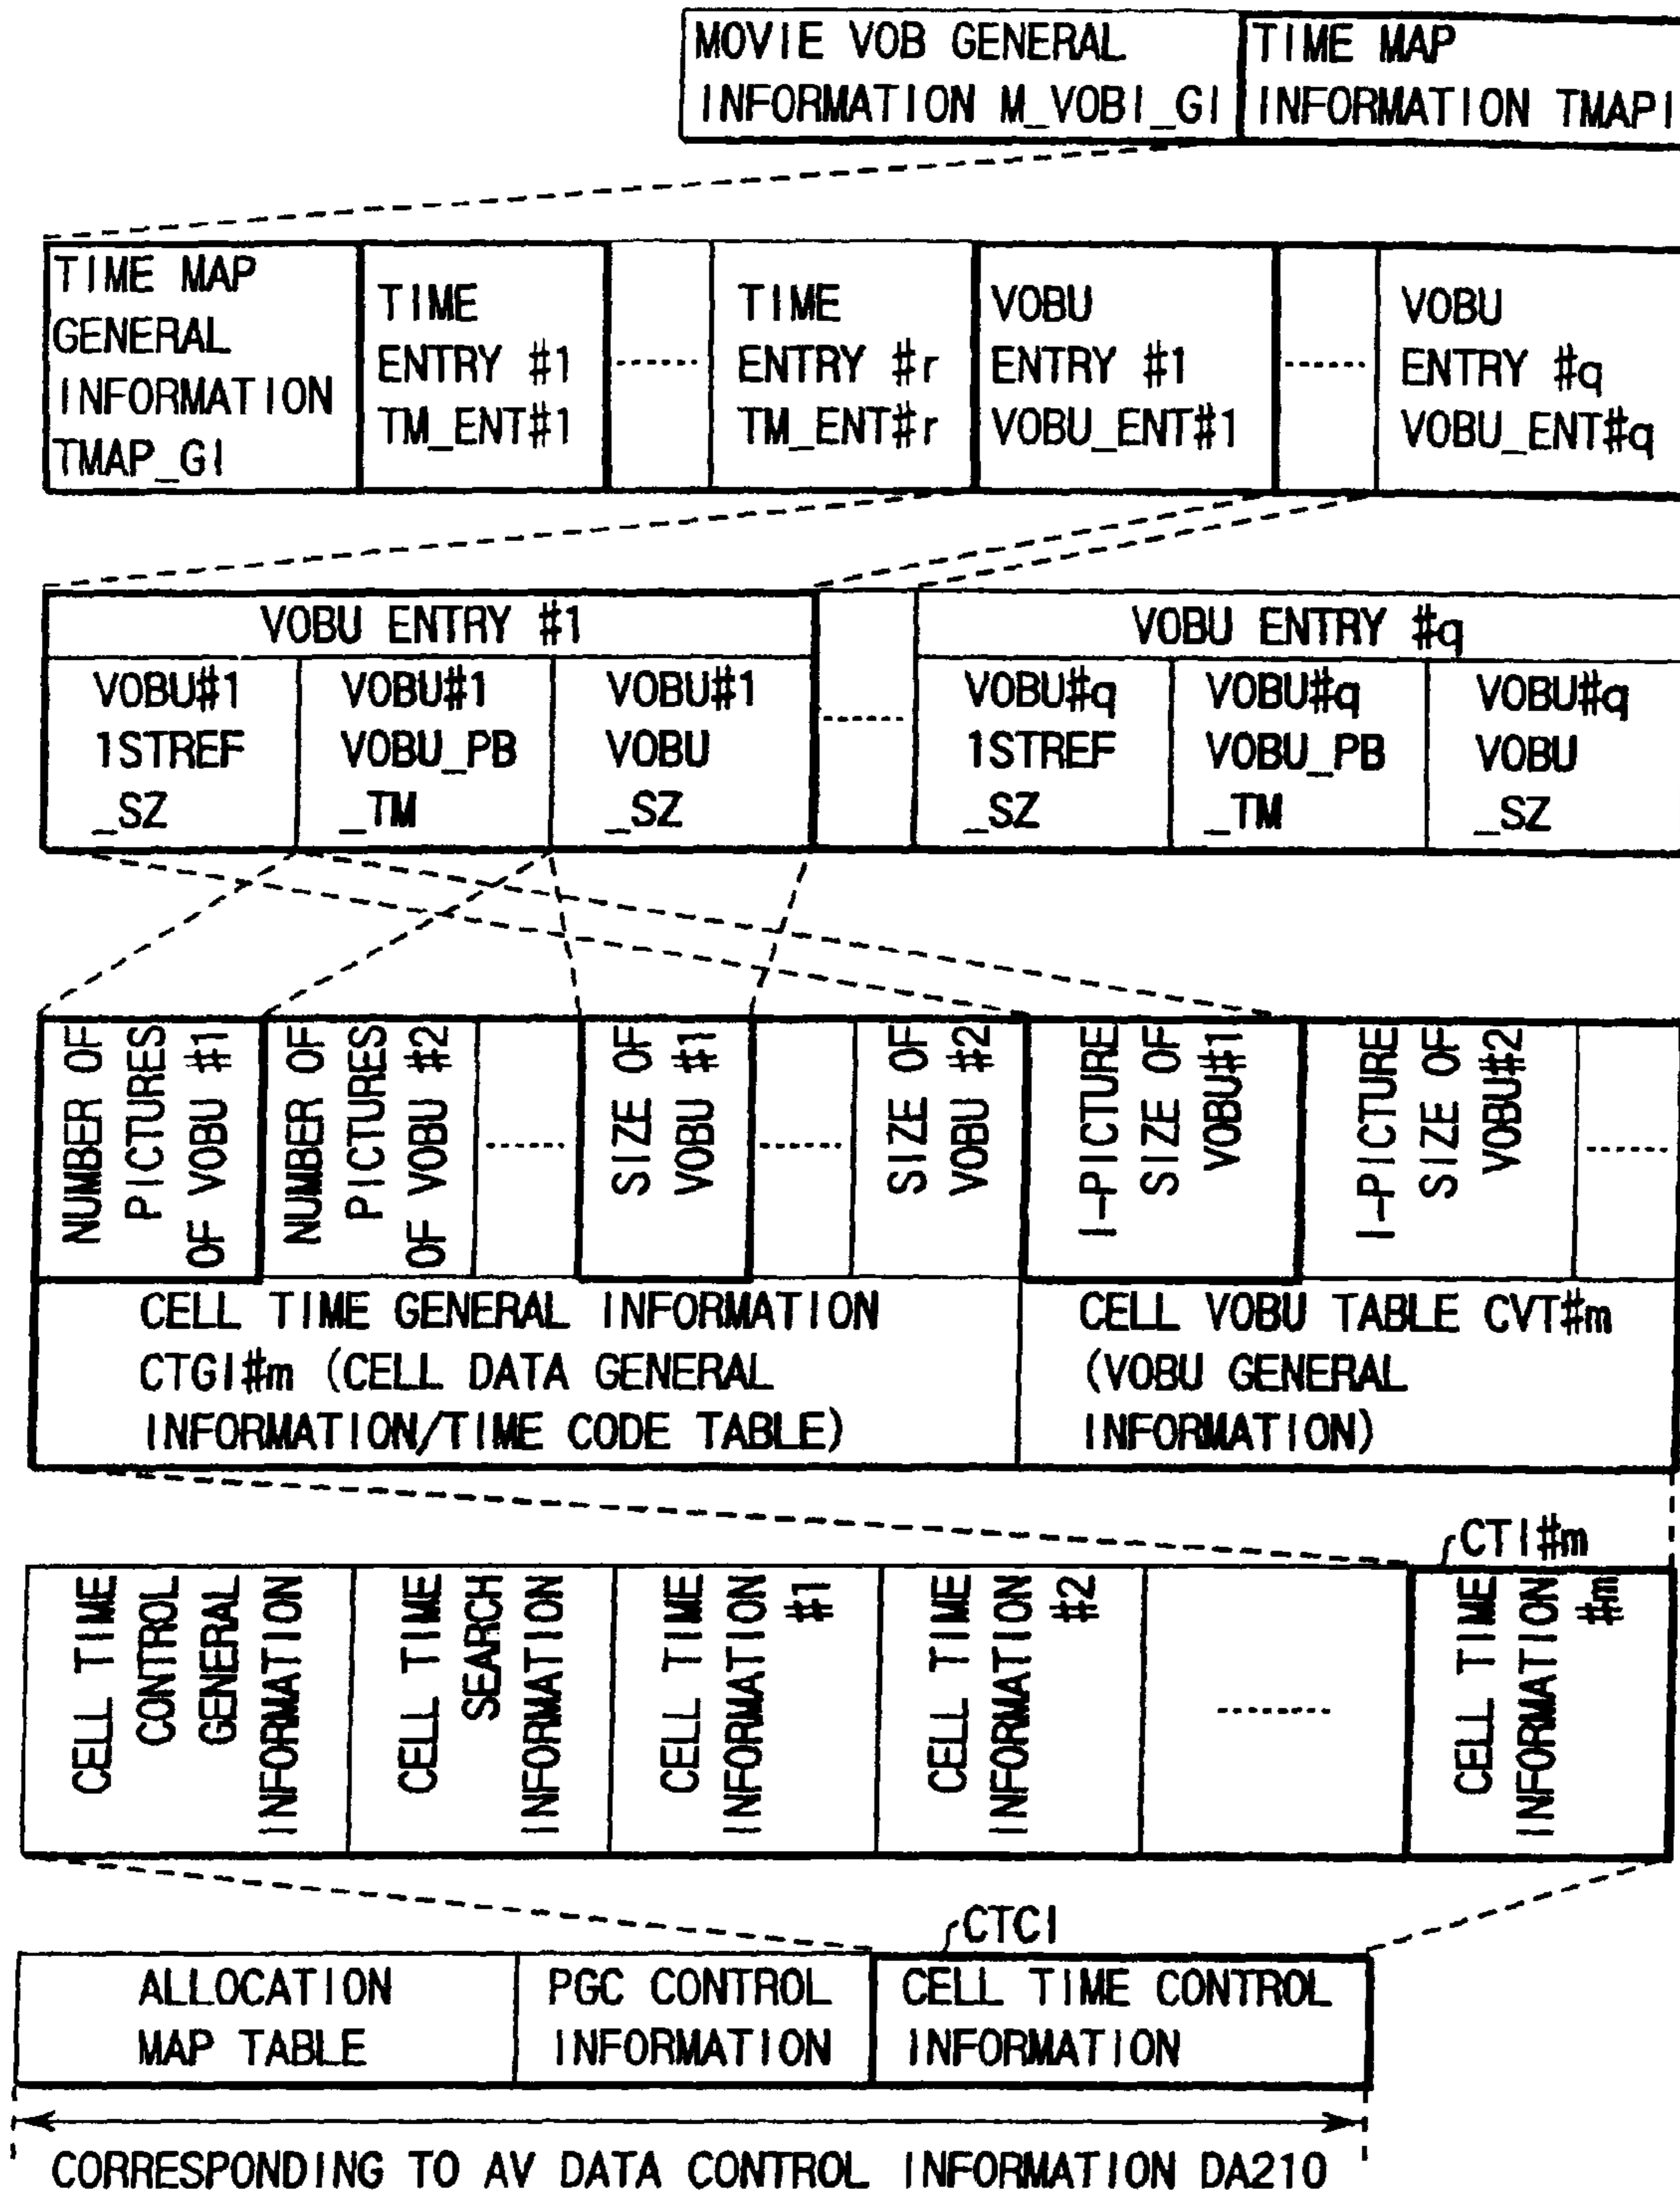 MOVIE VOB GENERAL
INFORMATION M_VOBI_GI
TIME MAP
INFORMATION TMAPI
TIME MAP
GENERAL
INFORMATION
TMAP_GI
TIME
ENTRY #1
TM_ENT#1
TIME
ENTRY #r
TM_ENT#r
VOBU
ENTRY #1
VOBU_ENT#1
VOBU
ENTRY #q
VOBU_ENT#q
VOBU ENTRY #1
VOBU ENTRY #q
VOBU#1
1STREF
_SZ
VOBU#1
VOBU_PB
_TM
VOBU#1
VOBU
_SZ
VOBU#q
1STREF
_SZ
VOBU#q
VOBU_PB
_TM
VOBU#q
VOBU
_SZ
NUMBER OF
PICTURES
OF VOBU #1
NUMBER OF
PICTURES
OF VOBU #2
SIZE OF
VOBU #1
SIZE OF
VOBU #2
I-PICTURE
SIZE OF
VOBU#1
I-PICTURE
SIZE OF
VOBU#2
CELL TIME GENERAL INFORMATION
CTGI#m (CELL DATA GENERAL
INFORMATION/TIME CODE TABLE)
CELL VOBU TABLE CVT#m
(VOBU GENERAL
INFORMATION)
CTI#m
CELL TIME
CONTROL
GENERAL
INFORMATION
CELL TIME
SEARCH
INFORMATION
CELL TIME
INFORMATION
#1
CELL TIME
INFORMATION
#2
CELL TIME
INFORMATION
#m
CTCI
ALLOCATION
MAP TABLE
PGC CONTROL
INFORMATION
CELL TIME CONTROL
INFORMATION
CORRESPONDING TO AV DATA CONTROL INFORMATION DA210